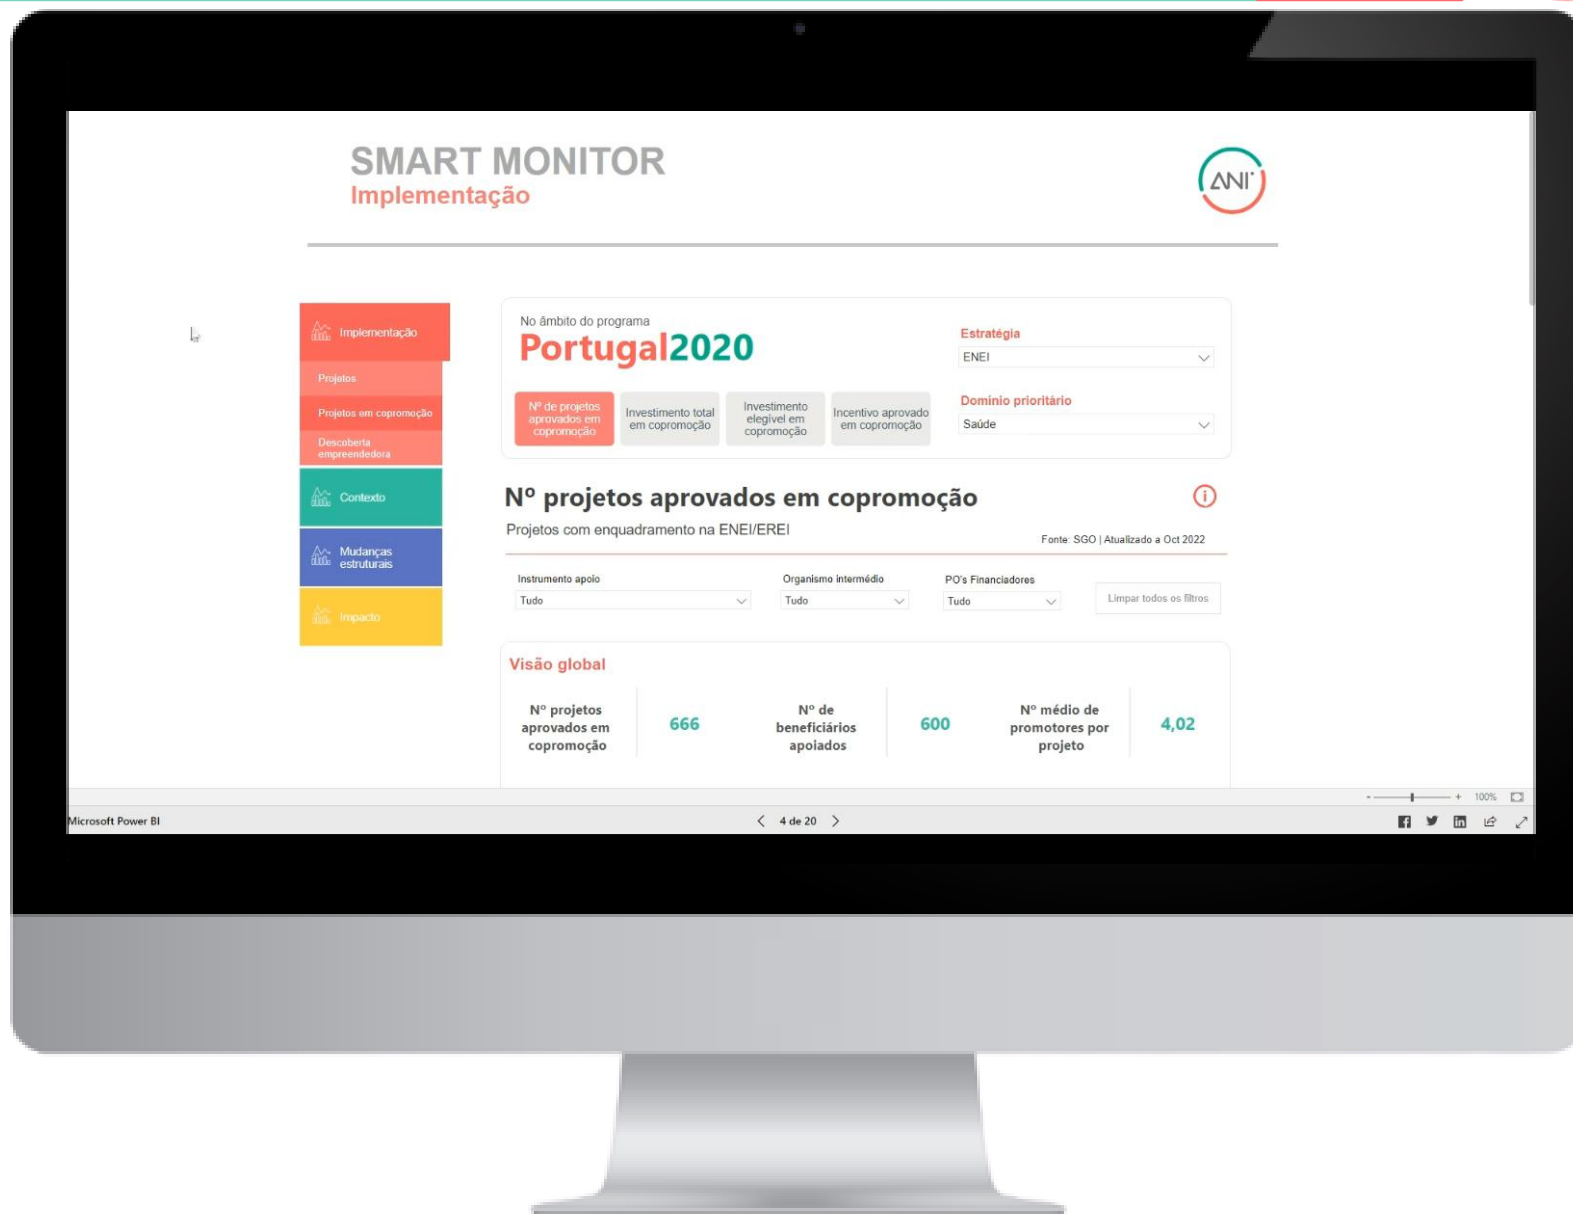 SMART MONITOR
Implementação
ANI
Implementação
Projetos
Projetos em copromoção
Descoberta
empreendedora
Contexto
Mudanças
estruturais
Impacto
No âmbito do programa
Portugal2020
Estratégia
ENEI
Domínio prioritário
Saúde
Nº de projetos
aprovados em
copromoção
Investimento total
em copromoção
Investimento
elegível em
copromoção
Incentivo aprovado
em copromoção
Nº projetos aprovados em copromoção
Projetos com enquadramento na ENEI/EREI
Fonte: SGO | Atualizado a Oct 2022
Instrumento apoio
Tudo
Organismo intermédio
Tudo
PO's Financiadores
Tudo
Limpar todos os filtros
Visão global
Nº projetos
aprovados em
copromoção
666
Nº de
beneficiários
apoiados
600
Nº médio de
promotores por
projeto
4,02
- + 100%
Microsoft Power BI
4 de 20